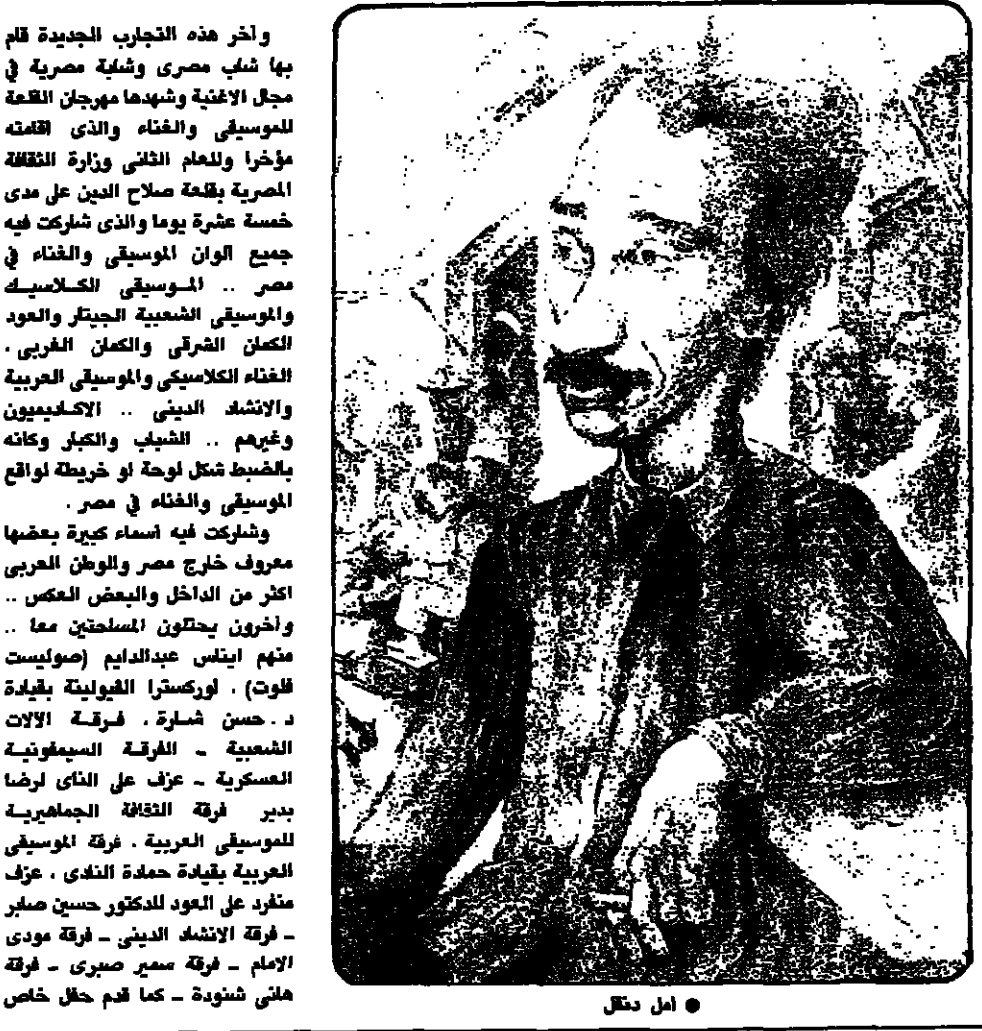 وآخر هذه التجارب الجديدة قام
بها شاب مصرى وشابة مصرية في
مجال الاغنية وشهدها مهرجان القلعة
للموسيقى والغناء والذى اقامته
مؤخرا وللعام الثانى وزارة الثقافة
المصرية بقلعة صلاح الدين على مدى
خمسة عشرة يوما والذى شاركت فيه
جميع ألوان الموسيقى والغناء في
مصر .. الموسيقى الكلاسيك
والموسيقى الشعبية الجيتار والعود
الكمان الشرقى والكمان الغربى .
الغناء الكلاسيكى والموسيقى العربية
والانشاد الدينى .. الاكاديميون
وغيرهم .. الشباب والكبار وكأنه
بالضبط شكل لوحة او خريطة لواقع
الموسيقى والغناء في مصر .
وشاركت فيه اسماء كبيرة بعضها
معروف خارج مصر والوطن العربى
اكثر من الداخل والبعض العكس ..
وآخرون يحتلون المساحتين معا ..
منهم ايناس عبدالدايم (صوليست
فلوت) . اوركسترا الفيولينة بقيادة
د . حسن شرارة . فرقة الآلات
الشعبية ـ الفرقة السيمفونية
العسكرية ـ عزف على الناى لرضا
بدير فرقة الثقافة الجماهيرية
للموسيقى العربية . فرقة الموسيقى
العربية بقيادة حمادة النادى . عزف
منفرد على العود للدكتور حسين صابر
ـ فرقة الانشاد الدينى ـ فرقة مودى
الامام ـ فرقة سمير صبرى ـ فرقة
هانى شنودة ـ كما قدم حفل خاص
● امل دنقل